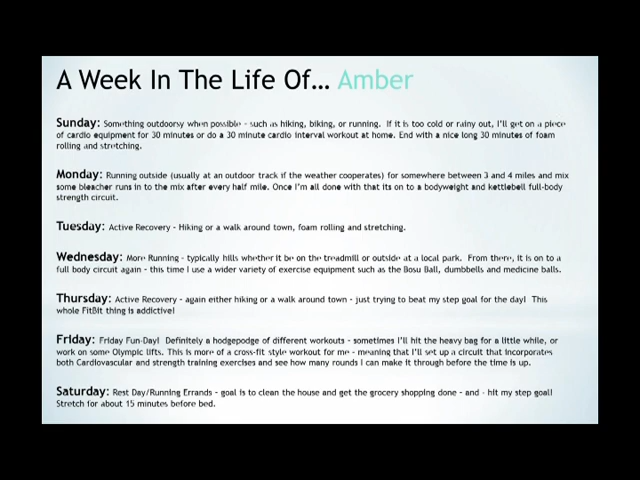 A Week In The Life Of... Amber
Sunday: Something outdoorsy when possible - such as hiking, biking, or running. If it is too cold or rainy out, I'll get on a piece
of cardio equipment for 30 minutes or do a 30 minute cardio interval workout at home. End with a nice long 30 minutes of foam
rolling and stretching.
Monday: Running outside (usually at an outdoor track if the weather cooperates) for somewhere between 3 and 4 miles and mix
some bleacher runs in to the mix after every half mile. Once I'm all done with that its on to a bodyweight and kettlebell full-body
strength circuit.
Tuesday: Active Recovery - Hiking or a walk around town, foam rolling and stretching.
Wednesday: More Running - typically hills whether it be on the treadmill or outside at a local park. From there, it is on to a
full body circuit again - this time I use a wider variety of exercise equipment such as the Bosu Ball, dumbbells and medicine balls.
Thursday: Active Recovery - again either hiking or a walk around town - just trying to beat my step goal for the day! This
whole FitBit thing is addictive!
Friday: Friday Fun-Day! Definitely a hodgepodge of different workouts - sometimes I'll hit the heavy bag for a little while, or
work on some Olympic lifts. This is more of a cross-fit style workout for me - meaning that I'll set up a circuit that incorporates
both Cardiovascular and strength training exercises and see how many rounds I can make it through before the time is up.
Saturday: Rest Day/Running Errands - goal is to clean the house and get the grocery shopping done - and - hit my step goal!
Stretch for about 15 minutes before bed.